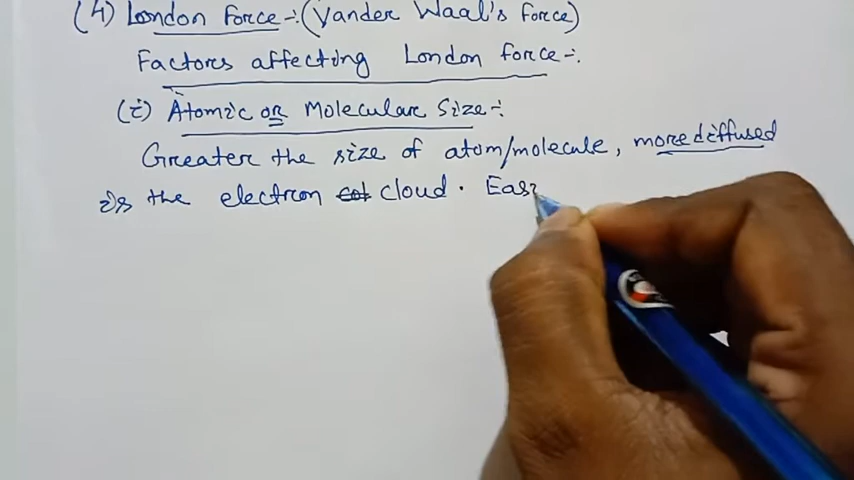 (4) London Force -: (Vander Waal's Force)
Factors affecting London force -:
(i) Atomic or Molecular Size -:
Greater the size of atom/molecule, more diffused
is the electron cloud. Easi